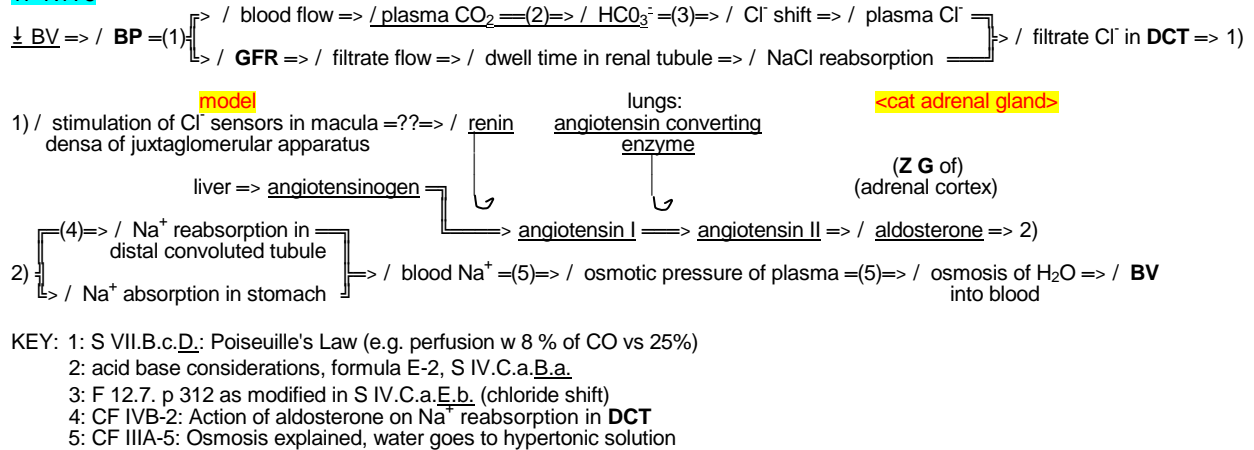 => / blood flow => / plasma CO₂ ==(2)=> / HC0₃⁻ =(3)=> / Cl⁻ shift => / plasma Cl⁻
↓ BV => / BP =(1) => / filtrate Cl⁻ in DCT => 1)
=> / GFR => / filtrate flow => / dwell time in renal tubule => / NaCl reabsorption
model lungs: <cat adrenal gland>
1) / stimulation of Cl⁻ sensors in macula =??=> / renin angiotensin converting
densa of juxtaglomerular apparatus enzyme
(Z G of)
liver => angiotensinogen (adrenal cortex)
=(4)=> / Na⁺ reabsorption in => angiotensin I ===> angiotensin II => / aldosterone => 2)
distal convoluted tubule
2) => / blood Na⁺ =(5)=> / osmotic pressure of plasma =(5)=> / osmosis of H₂O => / BV
=> / Na⁺ absorption in stomach into blood
KEY: 1: S VII.B.c.D.: Poiseuille's Law (e.g. perfusion w 8 % of CO vs 25%)
2: acid base considerations, formula E-2, S IV.C.a.B.a.
3: F 12.7. p 312 as modified in S IV.C.a.E.b. (chloride shift)
4: CF IVB-2: Action of aldosterone on Na⁺ reabsorption in DCT
5: CF IIIA-5: Osmosis explained, water goes to hypertonic solution